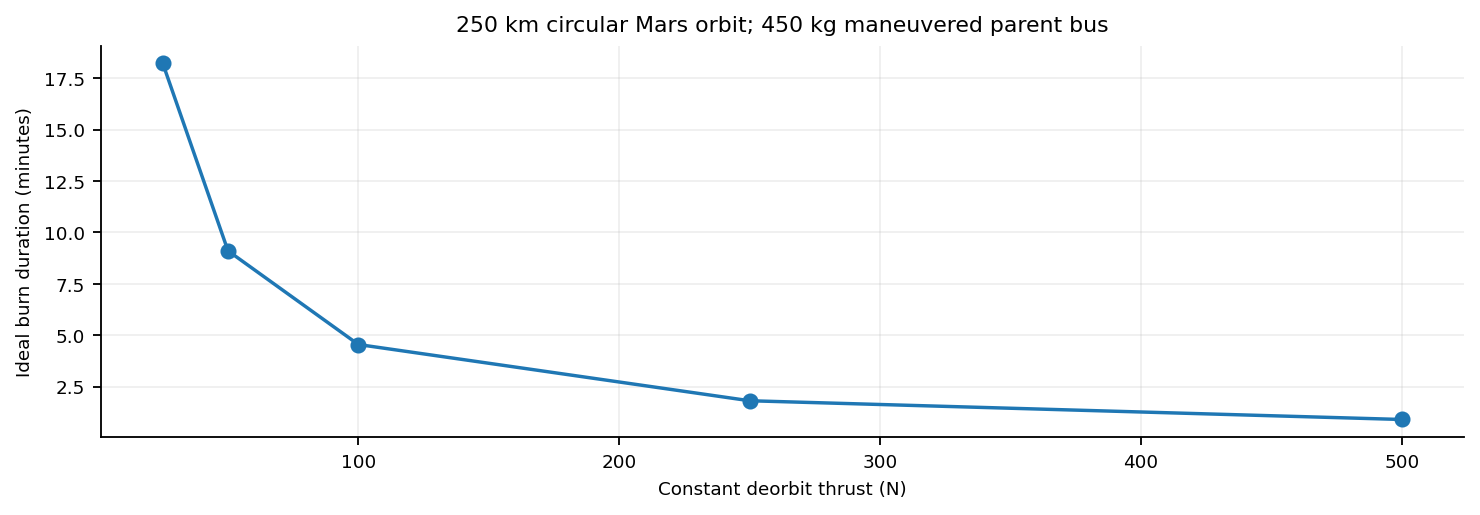 250 km circular Mars orbit; 450 kg maneuvered parent bus
Ideal burn duration (minutes)
17.5
15.0
12.5
10.0
7.5
5.0
2.5
100 200 300 400 500
Constant deorbit thrust (N)